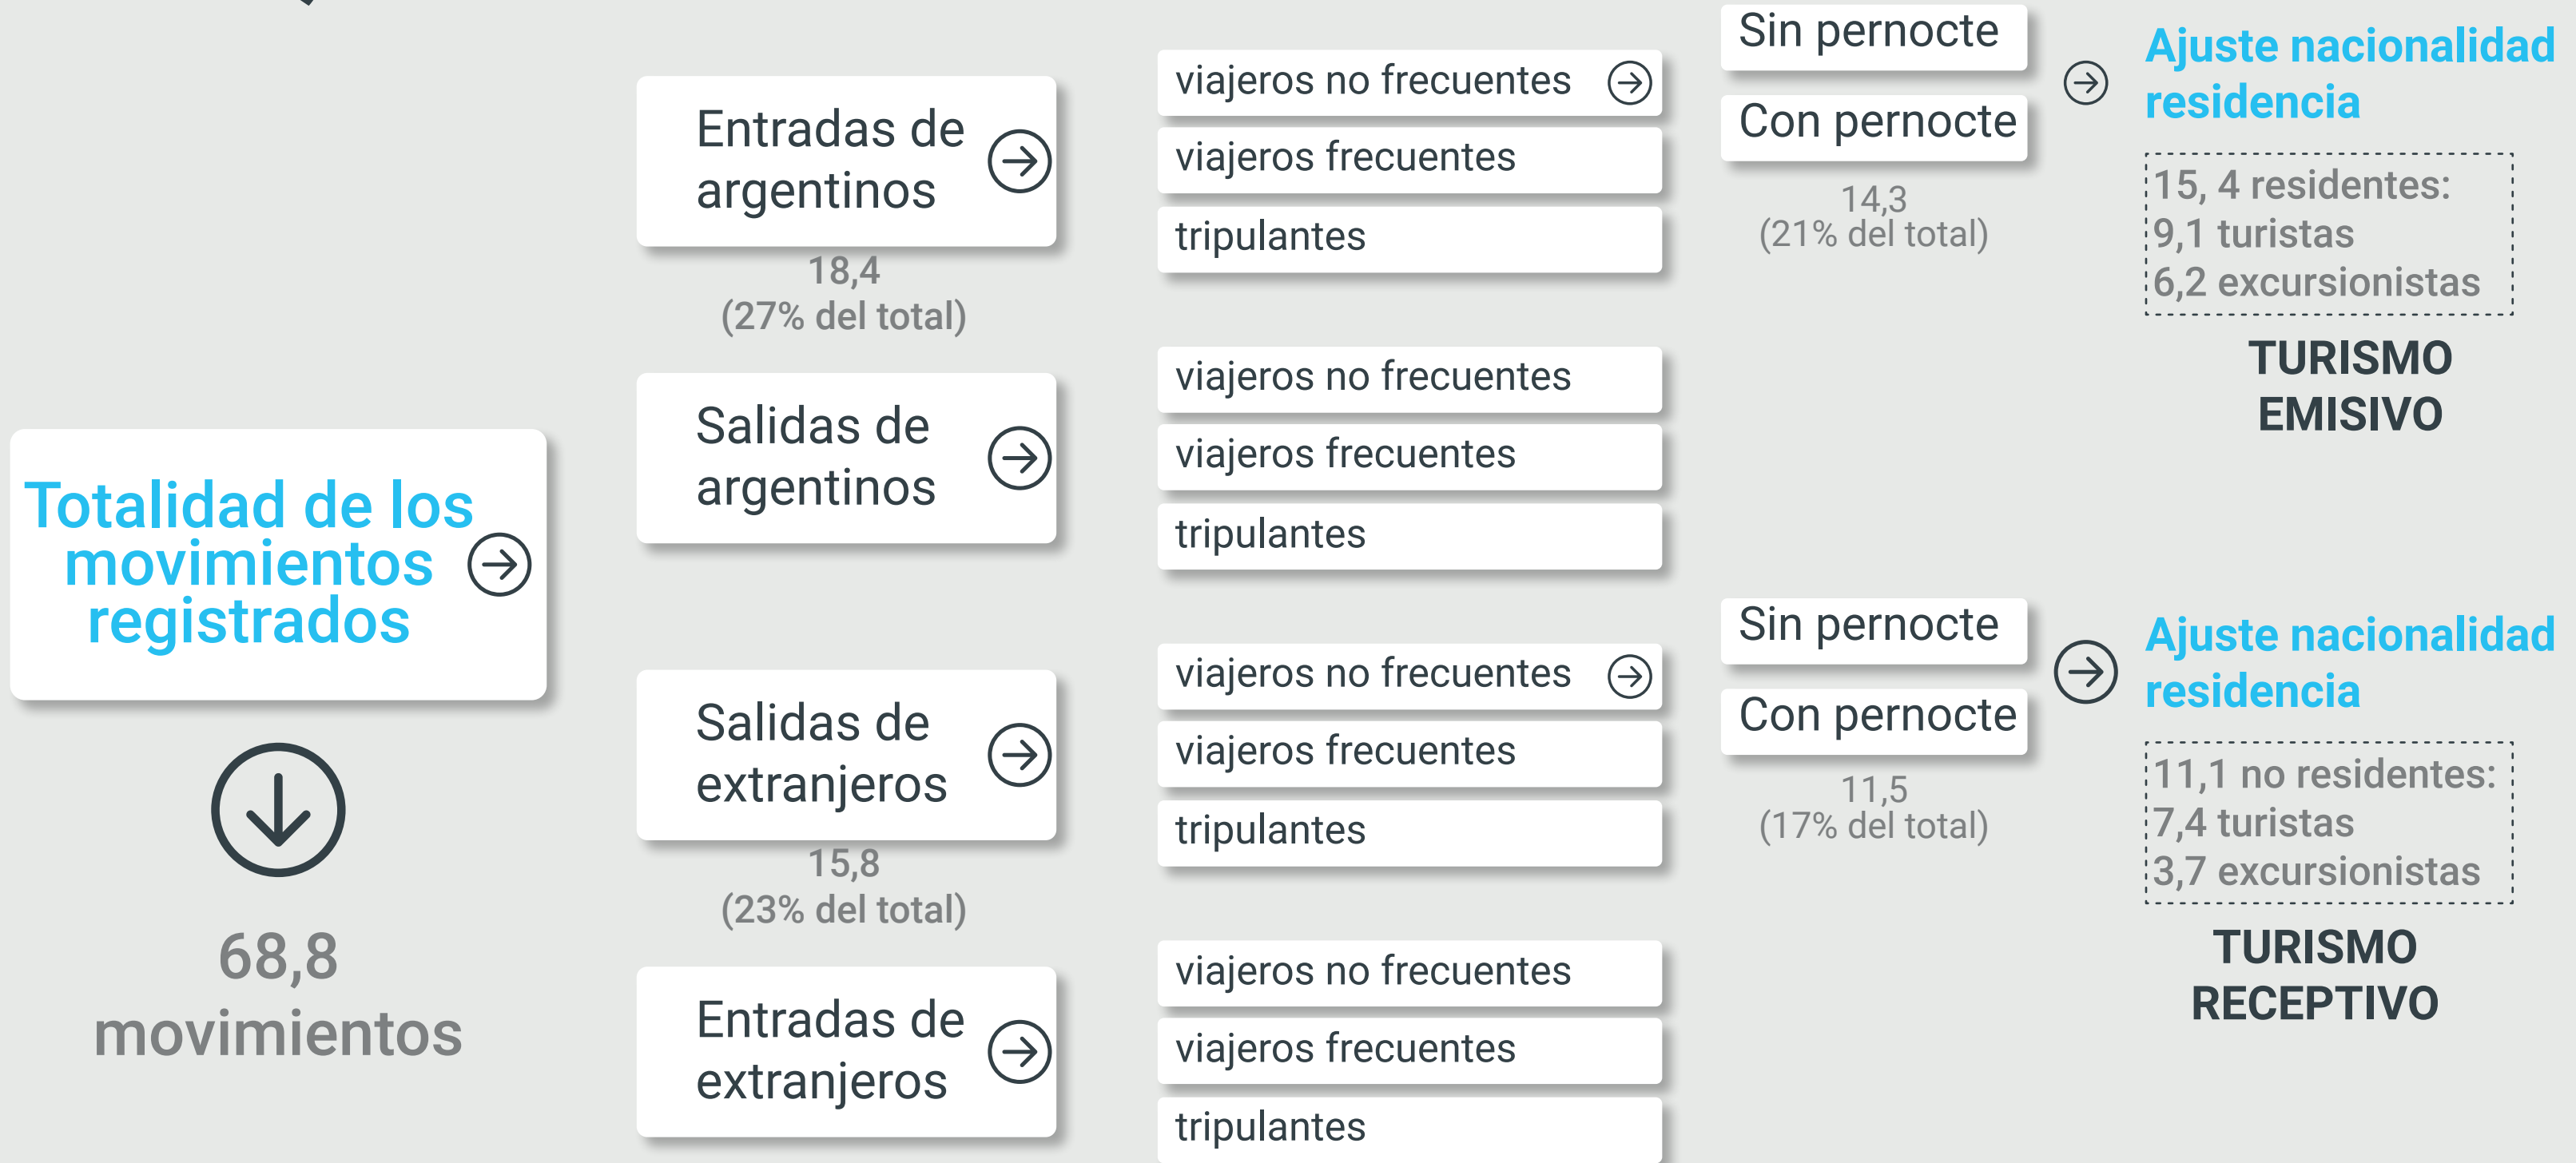 Totalidad de los
movimientos
registrados
68,8
movimientos
Entradas de
argentinos
18,4
(27% del total)
viajeros no frecuentes
viajeros frecuentes
tripulantes
Sin pernocte
Con pernocte
14,3
(21% del total)
Ajuste nacionalidad
residencia
15, 4 residentes:
9,1 turistas
6,2 excursionistas
TURISMO
EMISIVO
Salidas de
argentinos
viajeros no frecuentes
viajeros frecuentes
tripulantes
Salidas de
extranjeros
15,8
(23% del total)
viajeros no frecuentes
viajeros frecuentes
tripulantes
Sin pernocte
Con pernocte
11,5
(17% del total)
Ajuste nacionalidad
residencia
11,1 no residentes:
7,4 turistas
3,7 excursionistas
TURISMO
RECEPTIVO
Entradas de
extranjeros
viajeros no frecuentes
viajeros frecuentes
tripulantes